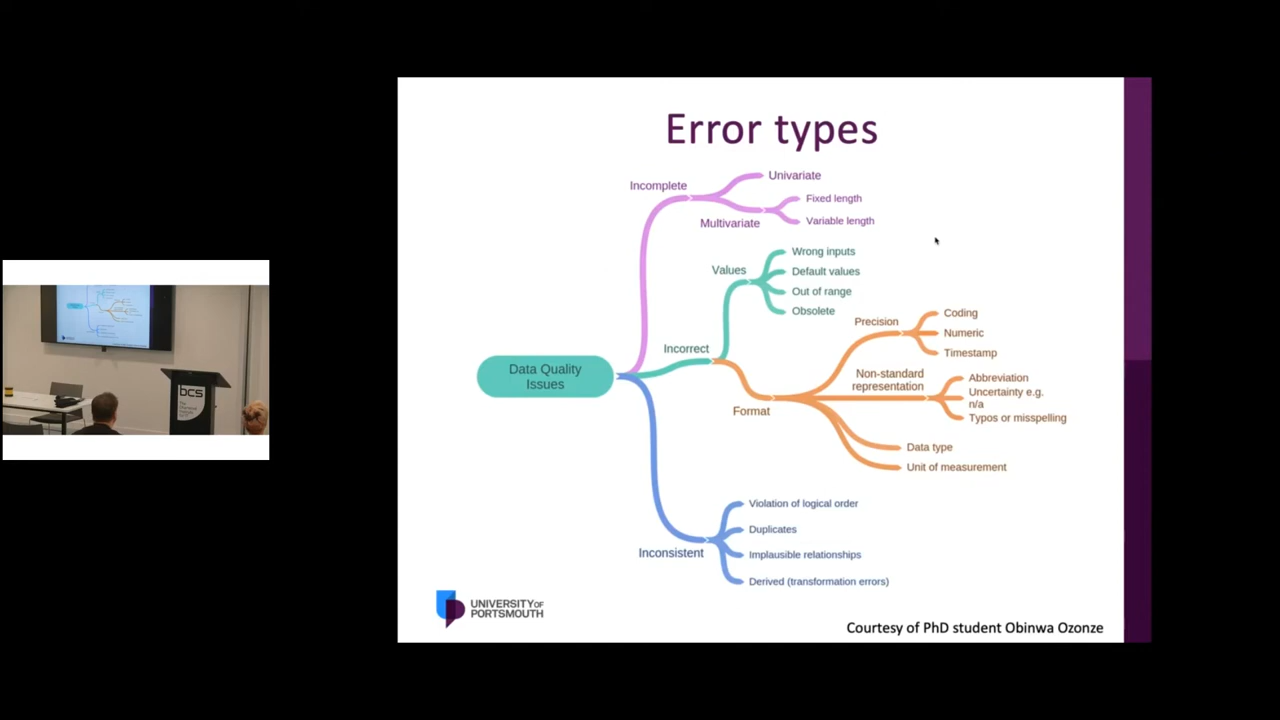 Error types
Incomplete
Univariate
Multivariate
Fixed length
Variable length
Data Quality
Issues
Incorrect
Values
Wrong inputs
Default values
Out of range
Obsolete
Format
Precision
Coding
Numeric
Timestamp
Non-standard
representation
Abbreviation
Uncertainty e.g.
n/a
Typos or misspelling
Data type
Unit of measurement
Inconsistent
Violation of logical order
Duplicates
Implausible relationships
Derived (transformation errors)
UNIVERSITY OF
PORTSMOUTH
Courtesy of PhD student Obinwa Ozonze
bcs